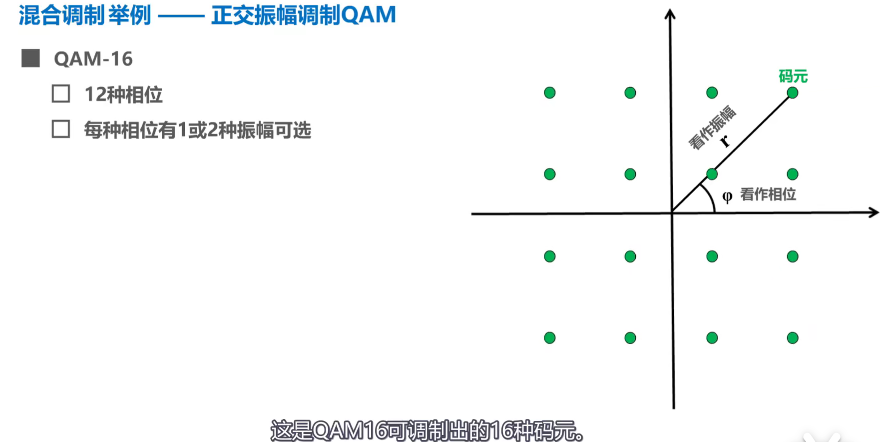 混合调制举例 —— 正交振幅调制QAM
QAM-16
12种相位
每种相位有1或2种振幅可选
码元
看作振幅
r
φ 看作相位
这是QAM16可调制出的16种码元。